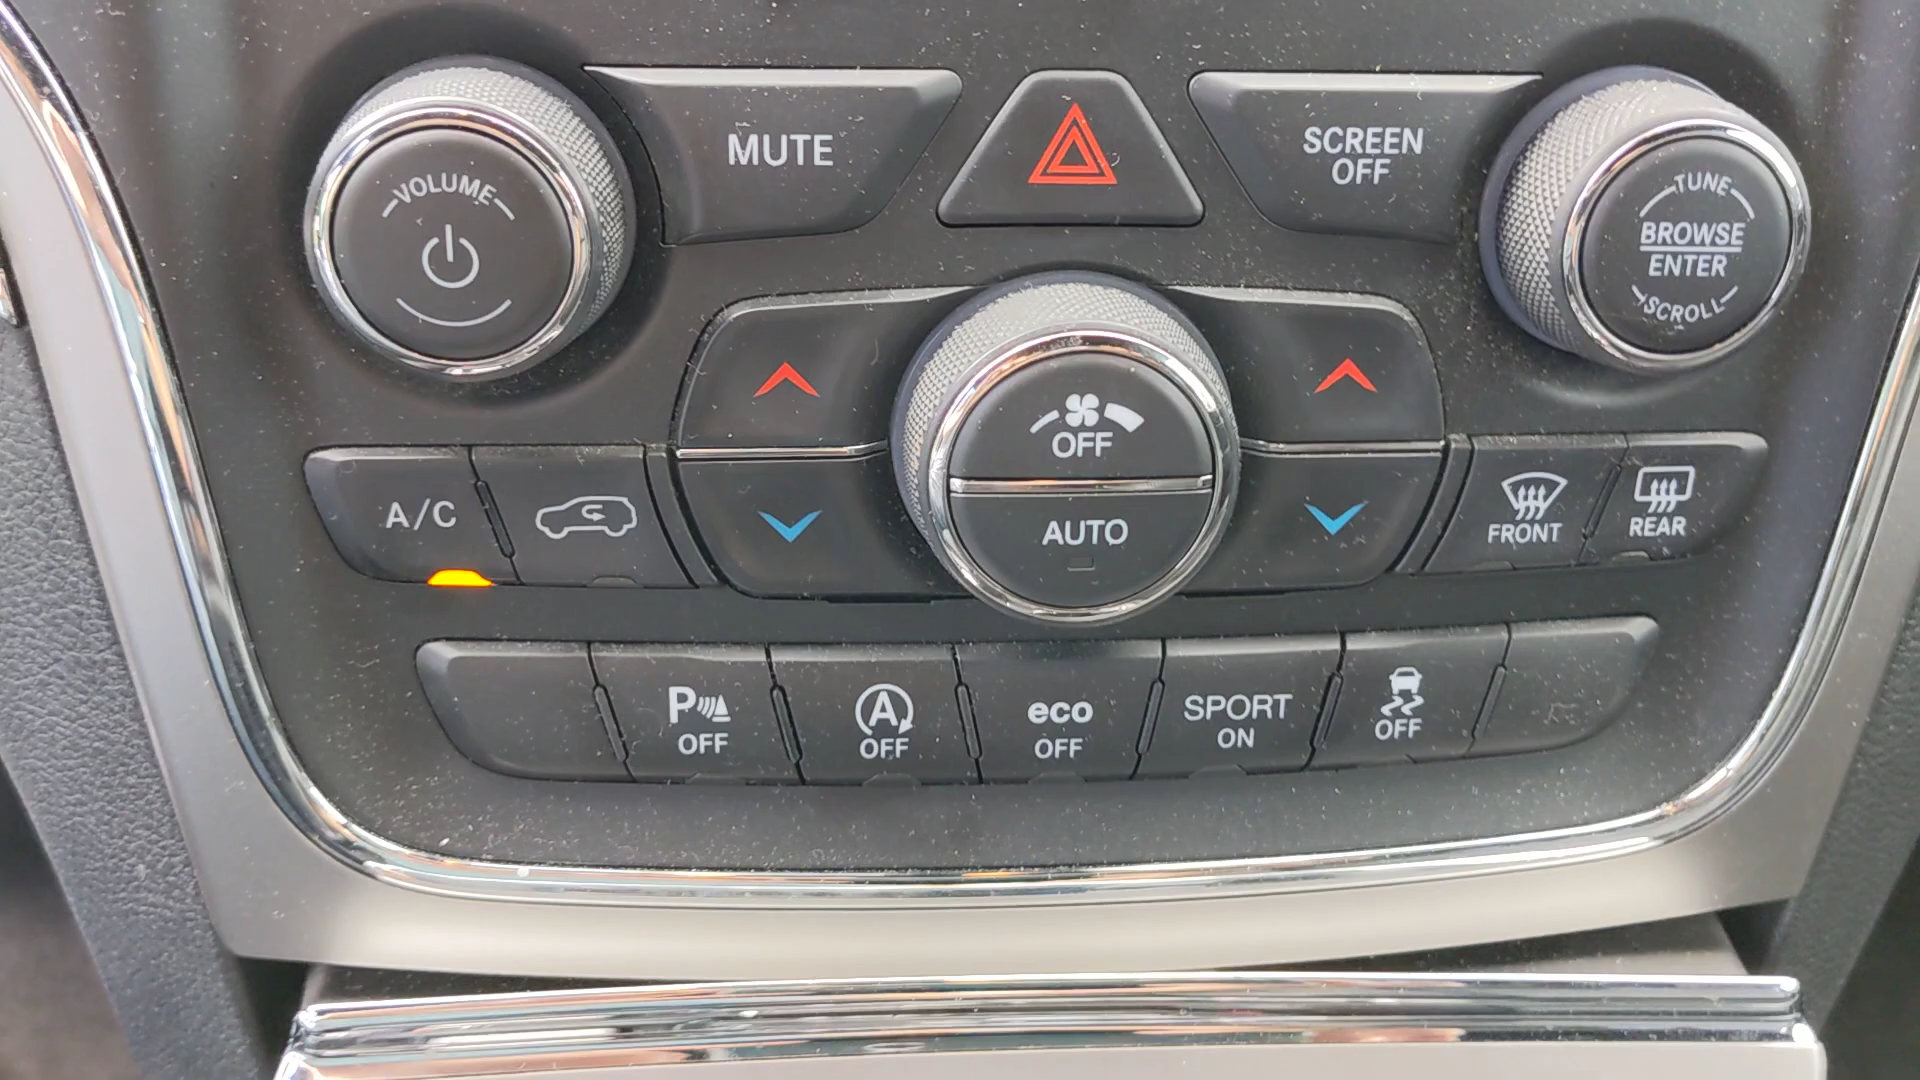 VOLUME
MUTE
SCREEN
OFF
TUNE
BROWSE
ENTER
SCROLL
OFF
AUTO
A/C
FRONT
REAR
P
OFF
A
OFF
eco
OFF
SPORT
ON
OFF